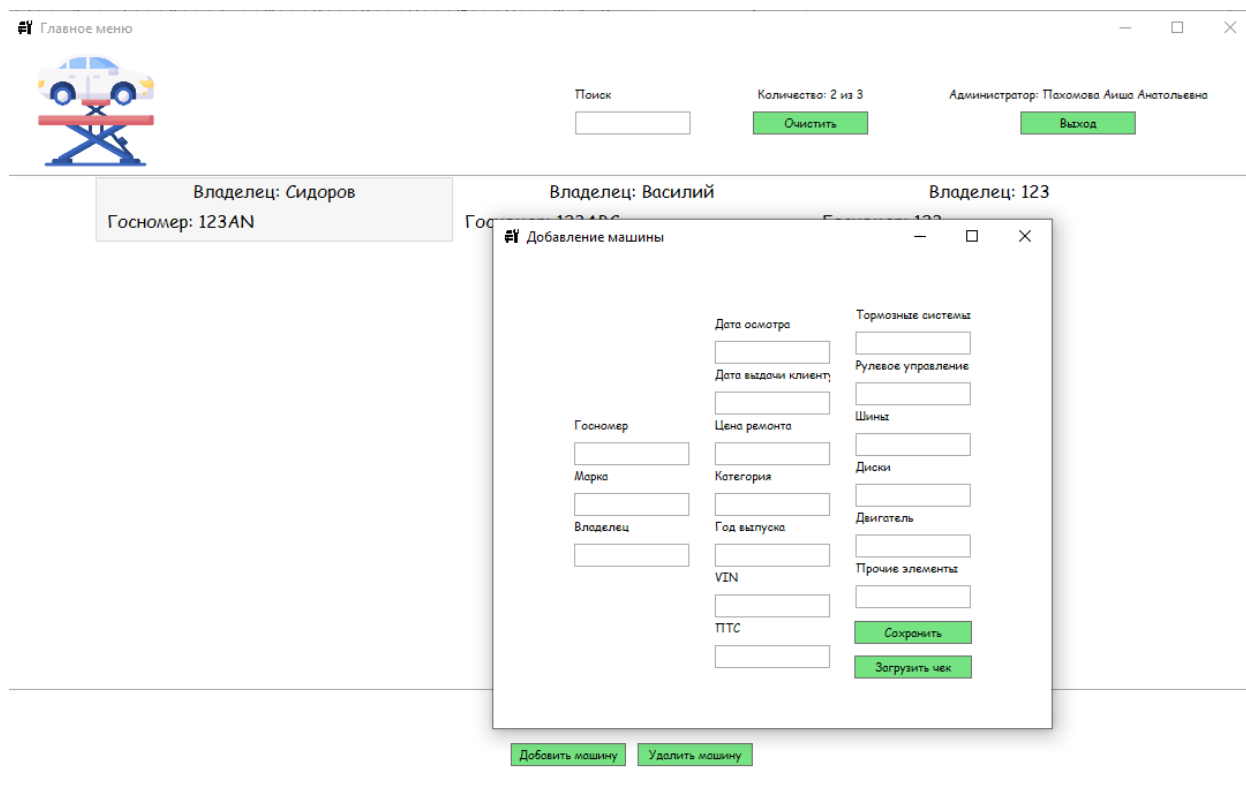 Главное меню
Поиск
Количество: 2 из 3
Администратор: Пахомова Аиша Анатольевна
Очистить
Выход
Владелец: Сидоров
Владелец: Василий
Владелец: 123
Госномер: 123AN
Добавление машины
Госномер
Марка
Владелец
Дата осмотра
Дата выдачи клиенту
Цена ремонта
Категория
Год выпуска
VIN
ПТС
Тормозные системы
Рулевое управление
Шины
Диски
Двигатель
Прочие элементы
Сохранить
Загрузить чек
Добавить машину
Удалить машину